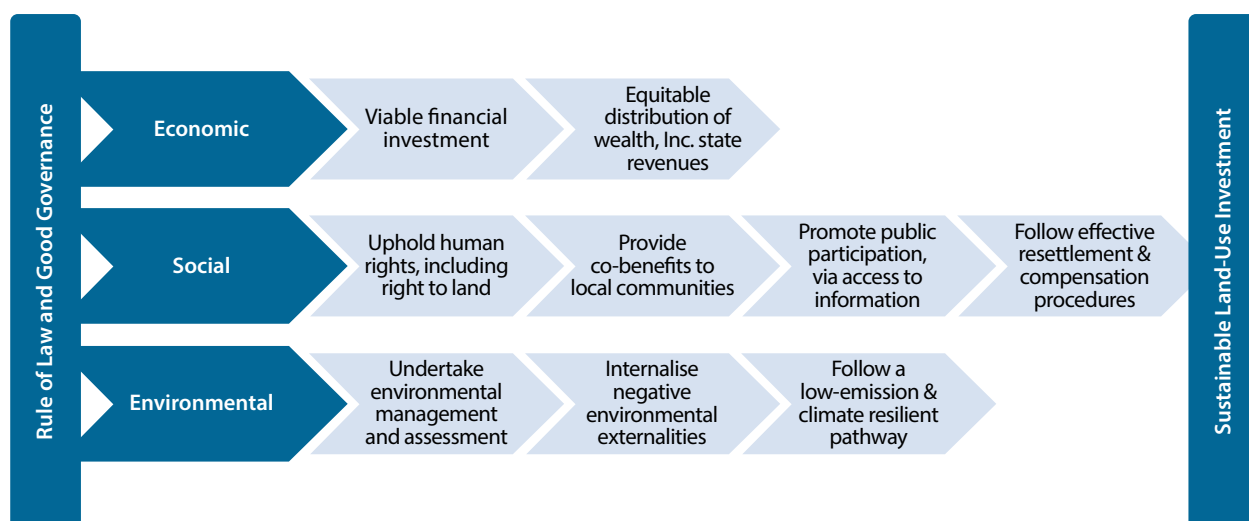 Rule of Law and Good Governance
Economic
Viable financial
investment
Equitable
distribution of
wealth, Inc. state
revenues
Social
Uphold human
rights, including
right to land
Provide
co-benefits to
local communities
Promote public
participation,
via access to
information
Follow effective
resettlement &
compensation
procedures
Environmental
Undertake
environmental
management
and assessment
Internalise
negative
environmental
externalities
Follow a
low-emission &
climate resilient
pathway
Sustainable Land-Use Investment